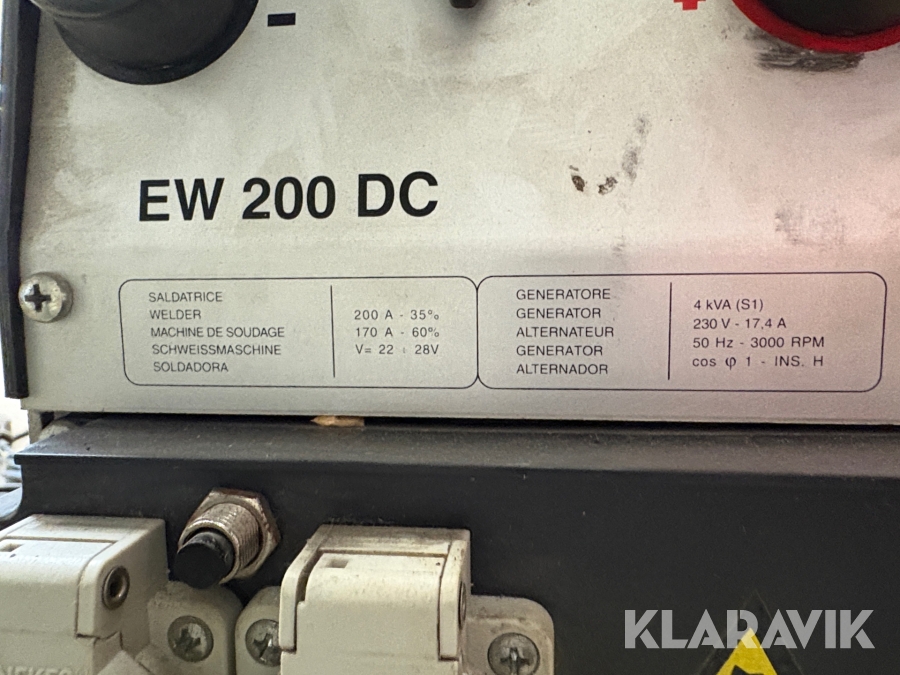 -
+
EW 200 DC
SALDATRICE
WELDER
MACHINE DE SOUDAGE
SCHWEISSMASCHINE
SOLDADORA
200 A - 35%
170 A - 60%
V= 22 ÷ 28V
GENERATORE
GENERATOR
ALTERNATEUR
GENERATOR
ALTERNADOR
4 kVA (S1)
230 V - 17,4 A
50 Hz - 3000 RPM
cos φ 1 - INS. H
KLARAVIK